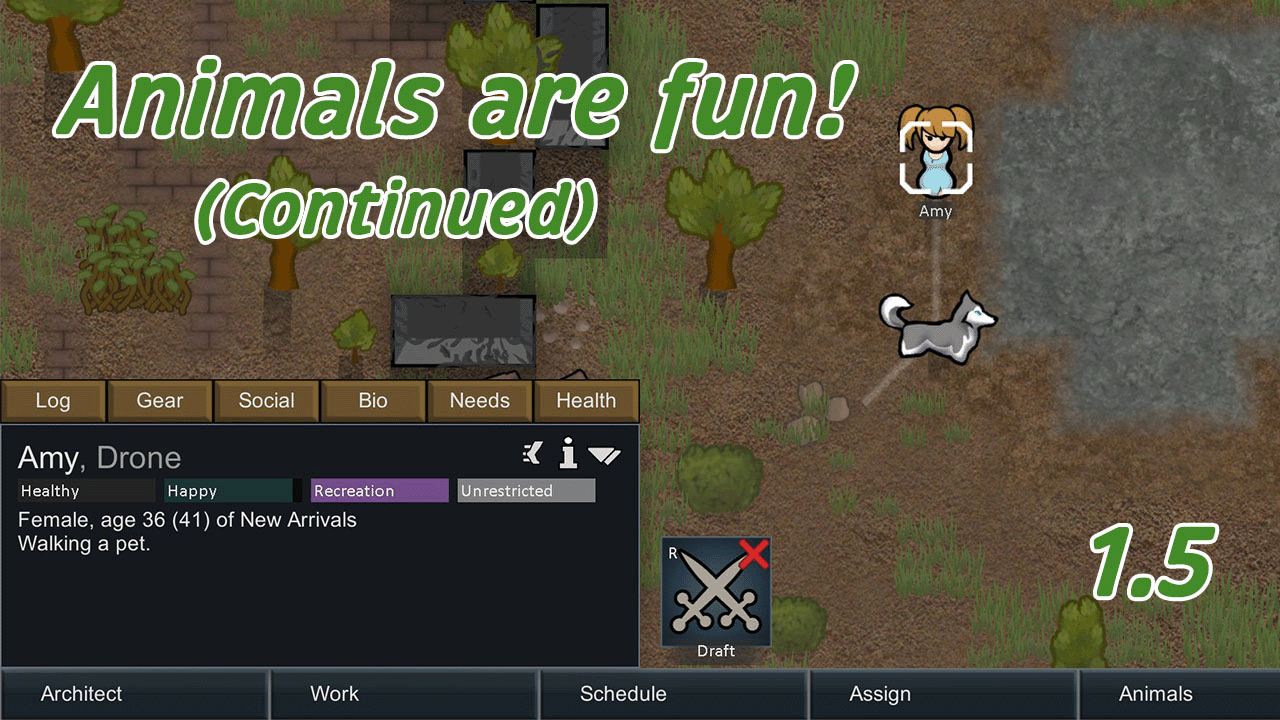 Animals are fun!
(Continued)
Amy
Log Gear Social Bio Needs Health
Amy, Drone
Healthy Happy Recreation Unrestricted
Female, age 36 (41) of New Arrivals
Walking a pet.
1.5
R
Draft
Architect Work Schedule Assign Animals